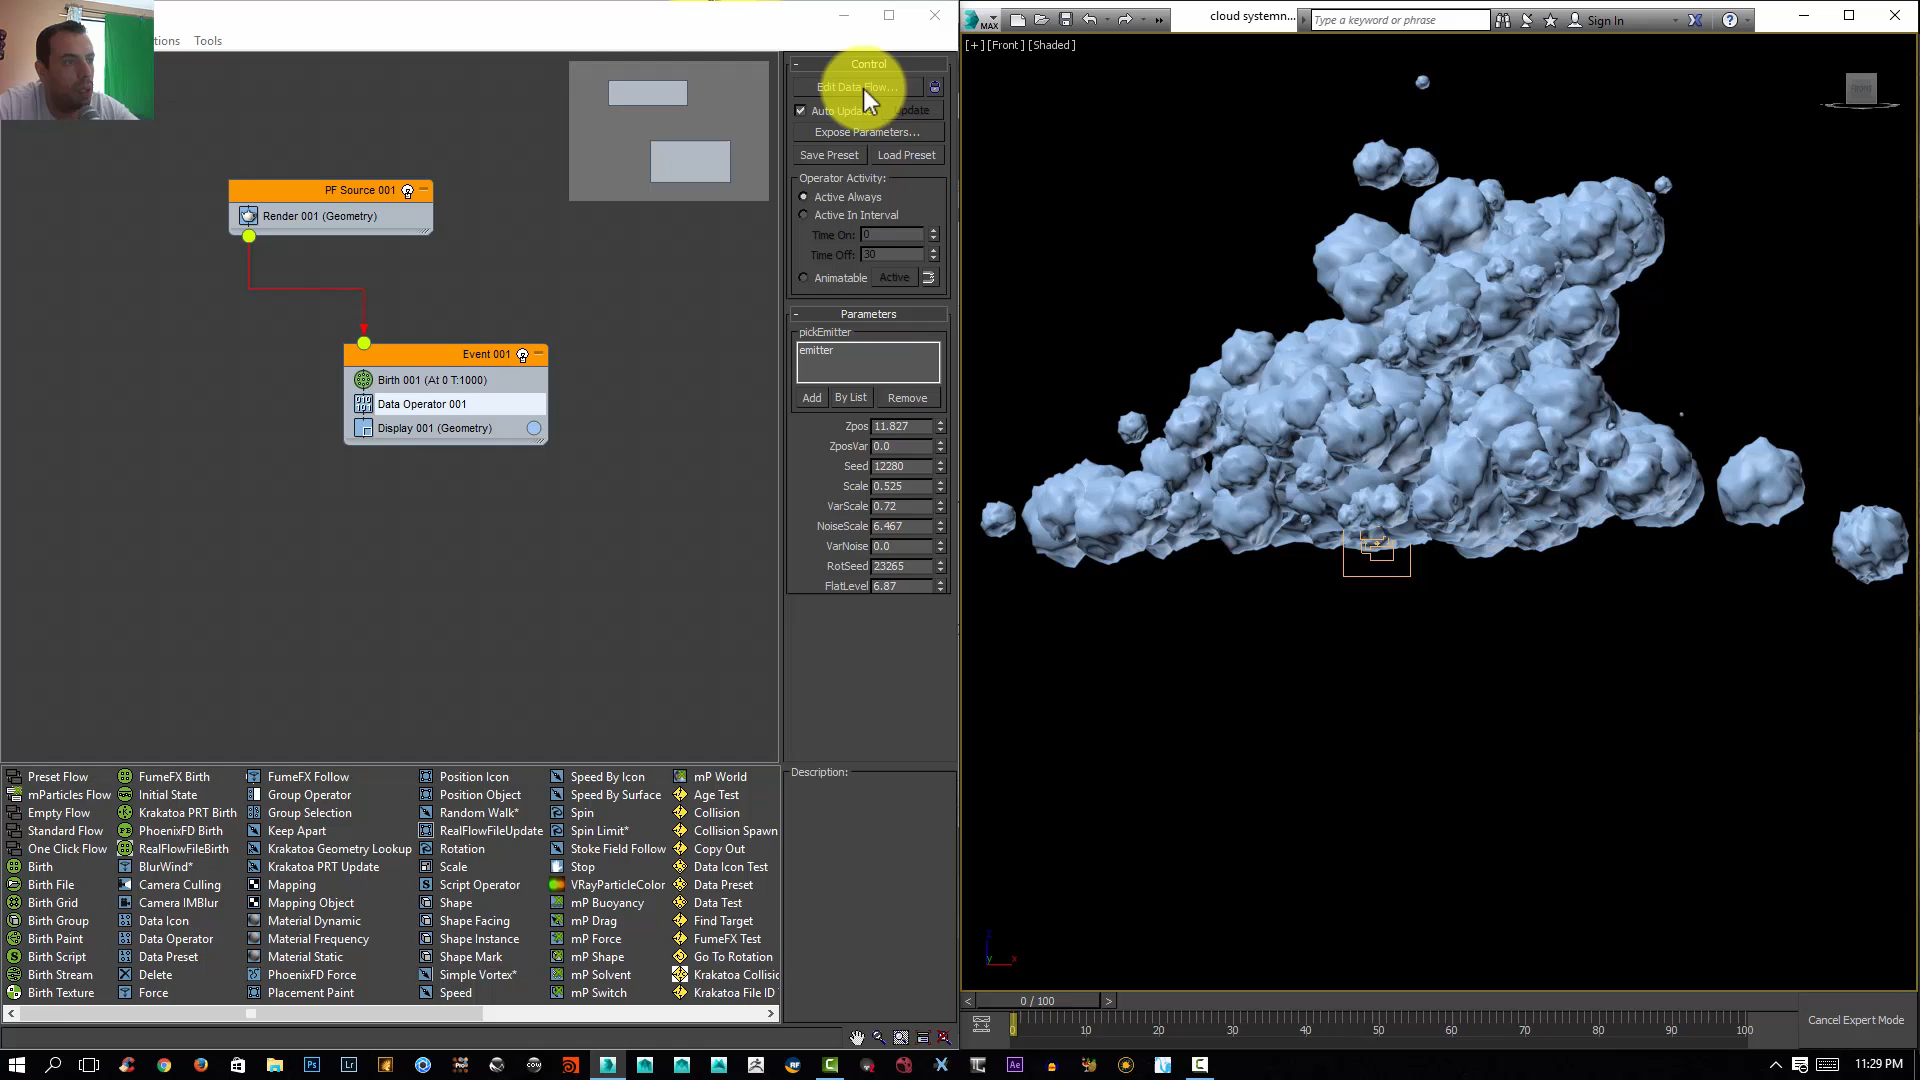 tions Tools
PF Source 001
Render 001 (Geometry)
Event 001
Birth 001 (At 0 T:1000)
Data Operator 001
Display 001 (Geometry)
Control
Edit Data Flow...
Auto Update Update
Expose Parameters...
Save Preset Load Preset
Operator Activity:
Active Always
Active In Interval
Time On: 0
Time Off: 30
Animatable Active
Parameters
pickEmitter
emitter
Add By List Remove
Zpos 11.827
ZposVar 0.0
Seed 12280
Scale 0.525
VarScale 0.72
NoiseScale 6.467
VarNoise 0.0
RotSeed 23265
FlatLevel 6.87
Description:
Preset Flow FumeFX Birth FumeFX Follow Position Icon Speed By Icon mP World
mParticles Flow Initial State Group Operator Position Object Speed By Surface Age Test
Empty Flow Krakatoa PRT Birth Group Selection Random Walk* Spin Collision
Standard Flow PhoenixFD Birth Keep Apart RealFlowFileUpdate Spin Limit* Collision Spawn
One Click Flow RealFlowFileBirth Krakatoa Geometry Lookup Rotation Stoke Field Follow Copy Out
Birth BlurWind* Krakatoa PRT Update Scale Stop Data Icon Test
Birth File Camera Culling Mapping Script Operator VRayParticleColor Data Preset
Birth Grid Camera IMBlur Mapping Object Shape mP Buoyancy Data Test
Birth Group Data Icon Material Dynamic Shape Facing mP Drag Find Target
Birth Paint Data Operator Material Frequency Shape Instance mP Force FumeFX Test
Birth Script Data Preset Material Static Shape Mark mP Shape Go To Rotation
Birth Stream Delete PhoenixFD Force Simple Vortex* mP Solvent Krakatoa Collisic
Birth Texture Force Placement Paint Speed mP Switch Krakatoa File ID
MAX cloud systemn... Type a keyword or phrase Sign In
[+] [Front] [Shaded]
FRONT
z
y x
0 / 100
0 10 20 30 40 50 60 70 80 90 100
Cancel Expert Mode
Ps Lr COW RF Ae
11:29 PM